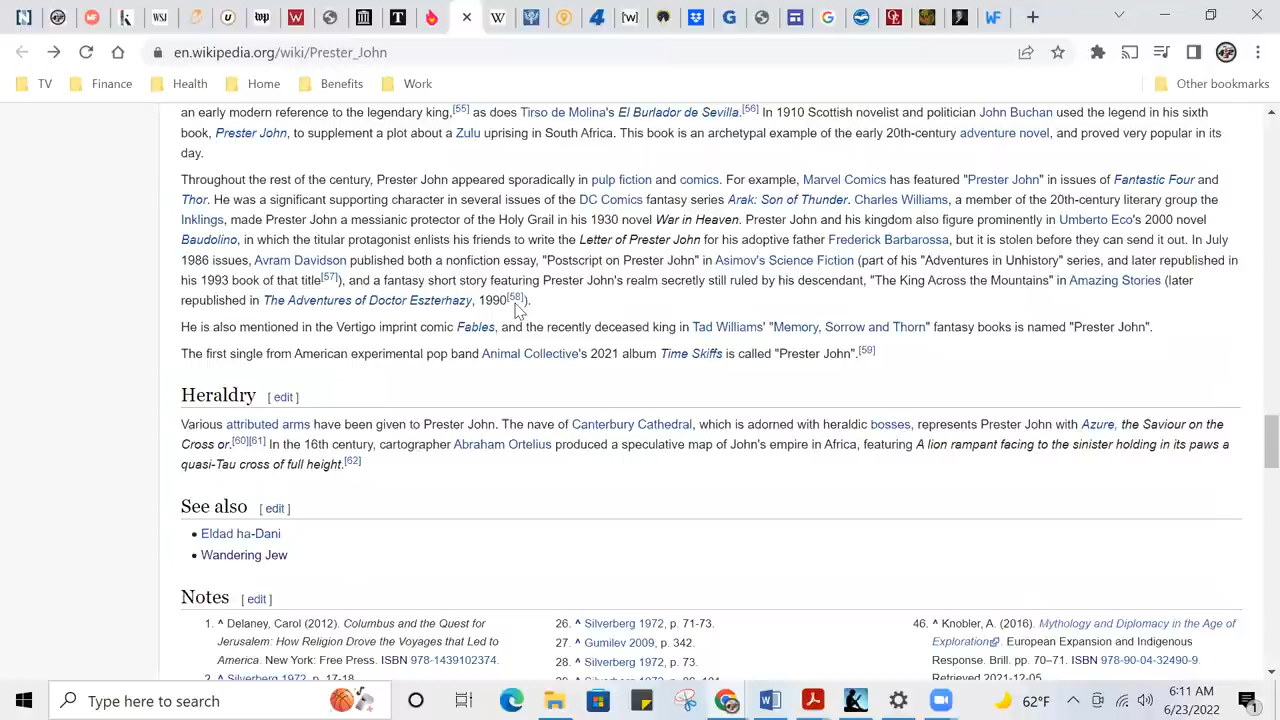 en.wikipedia.org/wiki/Prester_John
TV Finance Health Home Benefits Work Other bookmarks
an early modern reference to the legendary king,[55] as does Tirso de Molina's El Burlador de Sevilla.[56] In 1910 Scottish novelist and politician John Buchan used the legend in his sixth
book, Prester John, to supplement a plot about a Zulu uprising in South Africa. This book is an archetypal example of the early 20th-century adventure novel, and proved very popular in its
day.
Throughout the rest of the century, Prester John appeared sporadically in pulp fiction and comics. For example, Marvel Comics has featured "Prester John" in issues of Fantastic Four and
Thor. He was a significant supporting character in several issues of the DC Comics fantasy series Arak: Son of Thunder. Charles Williams, a member of the 20th-century literary group the
Inklings, made Prester John a messianic protector of the Holy Grail in his 1930 novel War in Heaven. Prester John and his kingdom also figure prominently in Umberto Eco's 2000 novel
Baudolino, in which the titular protagonist enlists his friends to write the Letter of Prester John for his adoptive father Frederick Barbarossa, but it is stolen before they can send it out. In July
1986 issues, Avram Davidson published both a nonfiction essay, "Postscript on Prester John" in Asimov's Science Fiction (part of his "Adventures in Unhistory" series, and later republished in
his 1993 book of that title[57]), and a fantasy short story featuring Prester John's realm secretly still ruled by his descendant, "The King Across the Mountains" in Amazing Stories (later
republished in The Adventures of Doctor Eszterhazy, 1990[58]).
He is also mentioned in the Vertigo imprint comic Fables, and the recently deceased king in Tad Williams' "Memory, Sorrow and Thorn" fantasy books is named "Prester John".
The first single from American experimental pop band Animal Collective's 2021 album Time Skiffs is called "Prester John".[59]
Heraldry [ edit ]
Various attributed arms have been given to Prester John. The nave of Canterbury Cathedral, which is adorned with heraldic bosses, represents Prester John with Azure, the Saviour on the
Cross or.[60][61] In the 16th century, cartographer Abraham Ortelius produced a speculative map of John's empire in Africa, featuring A lion rampant facing to the sinister holding in its paws a
quasi-Tau cross of full height.[62]
See also [ edit ]
• Eldad ha-Dani
• Wandering Jew
Notes [ edit ]
1. ^ Delaney, Carol (2012). Columbus and the Quest for
Jerusalem: How Religion Drove the Voyages that Led to
America. New York: Free Press. ISBN 978-1439102374.
2. ^ Silverberg 1972, p. 17-18.
26. ^ Silverberg 1972, p. 71-73.
27. ^ Gumilev 2009, p. 342.
28. ^ Silverberg 1972, p. 73.
46. ^ Knobler, A. (2016). Mythology and Diplomacy in the Age of
Exploration. European Expansion and Indigenous
Response. Brill. pp. 70–71. ISBN 978-90-04-32490-9.
Retrieved 2021-12-05.
Type here to search
62°F
6:11 AM
6/23/2022